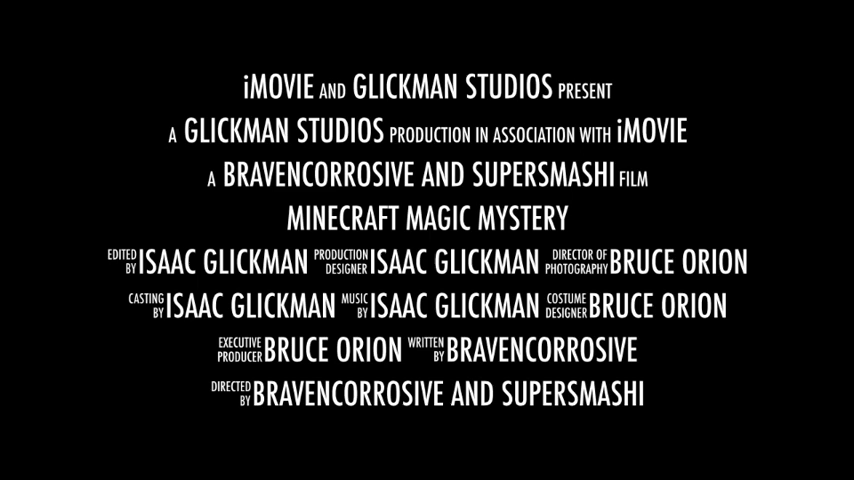 iMOVIE AND GLICKMAN STUDIOS PRESENT
A GLICKMAN STUDIOS PRODUCTION IN ASSOCIATION WITH iMOVIE
A BRAVENCORROSIVE AND SUPERSMASHI FILM
MINECRAFT MAGIC MYSTERY
EDITED BY ISAAC GLICKMAN PRODUCTION DESIGNER ISAAC GLICKMAN DIRECTOR OF PHOTOGRAPHY BRUCE ORION
CASTING BY ISAAC GLICKMAN MUSIC BY ISAAC GLICKMAN COSTUME DESIGNER BRUCE ORION
EXECUTIVE PRODUCER BRUCE ORION WRITTEN BY BRAVENCORROSIVE
DIRECTED BY BRAVENCORROSIVE AND SUPERSMASHI